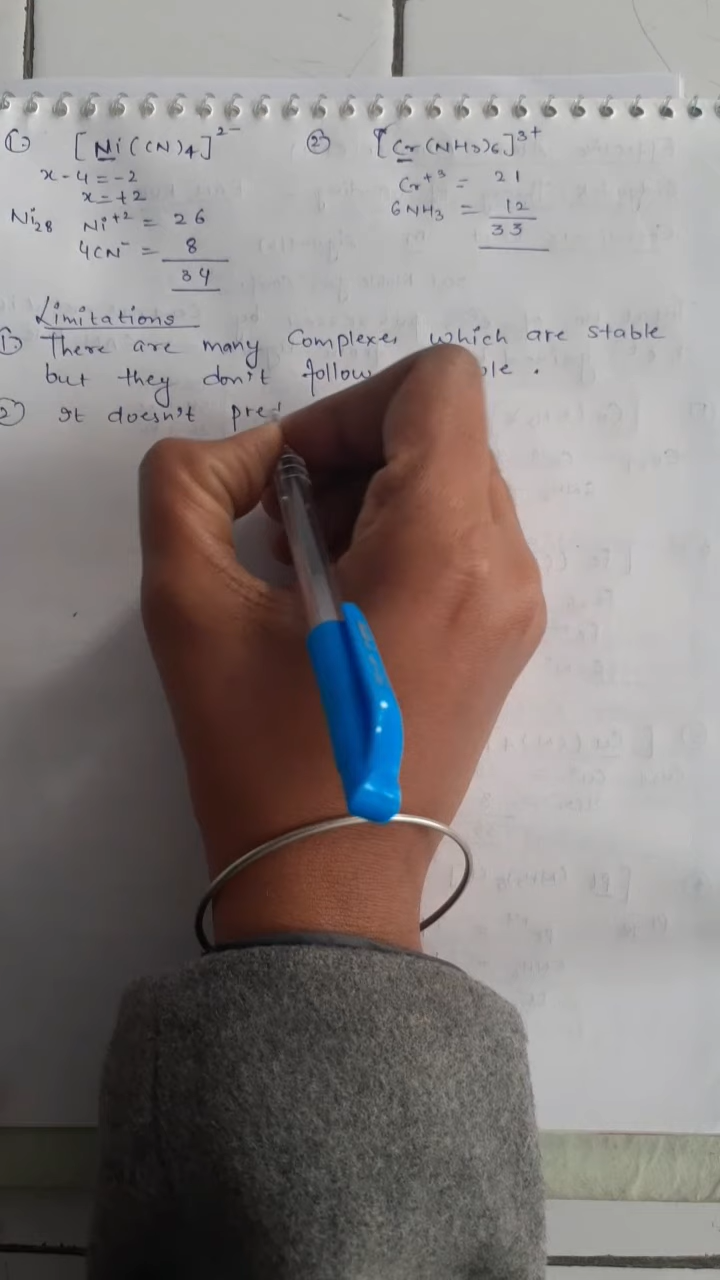 ① [Ni(CN)4]²⁻
x-4=-2
x=+2
Ni28 Ni⁺² = 26
4CN⁻ = 8
34
② [Cr(NH3)6]³⁺
Cr⁺³ = 21
6NH3 = 12
33
Limitations
① There are many Complexes which are stable
but they don't follow
② It doesn't